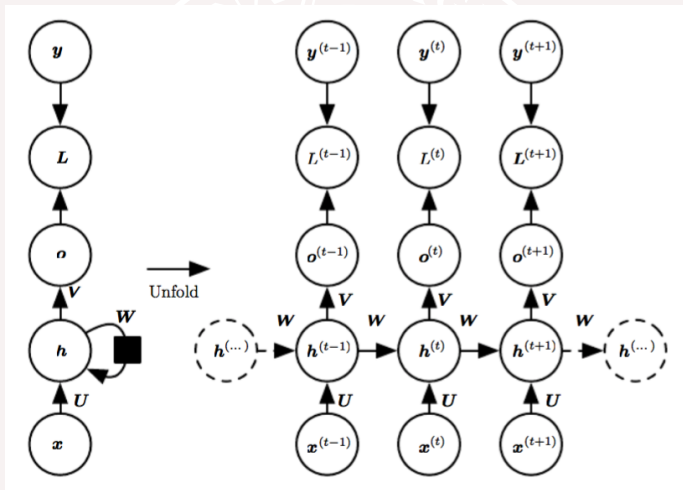 y y^(t−1) y^(t) y^(t+1)
L L^(t−1) L^(t) L^(t+1)
o o^(t−1) o^(t) o^(t+1)
Unfold
V V V V
W W W W W
h h^(...) h^(t−1) h^(t) h^(t+1) h^(...)
U U U U
x x^(t−1) x^(t) x^(t+1)